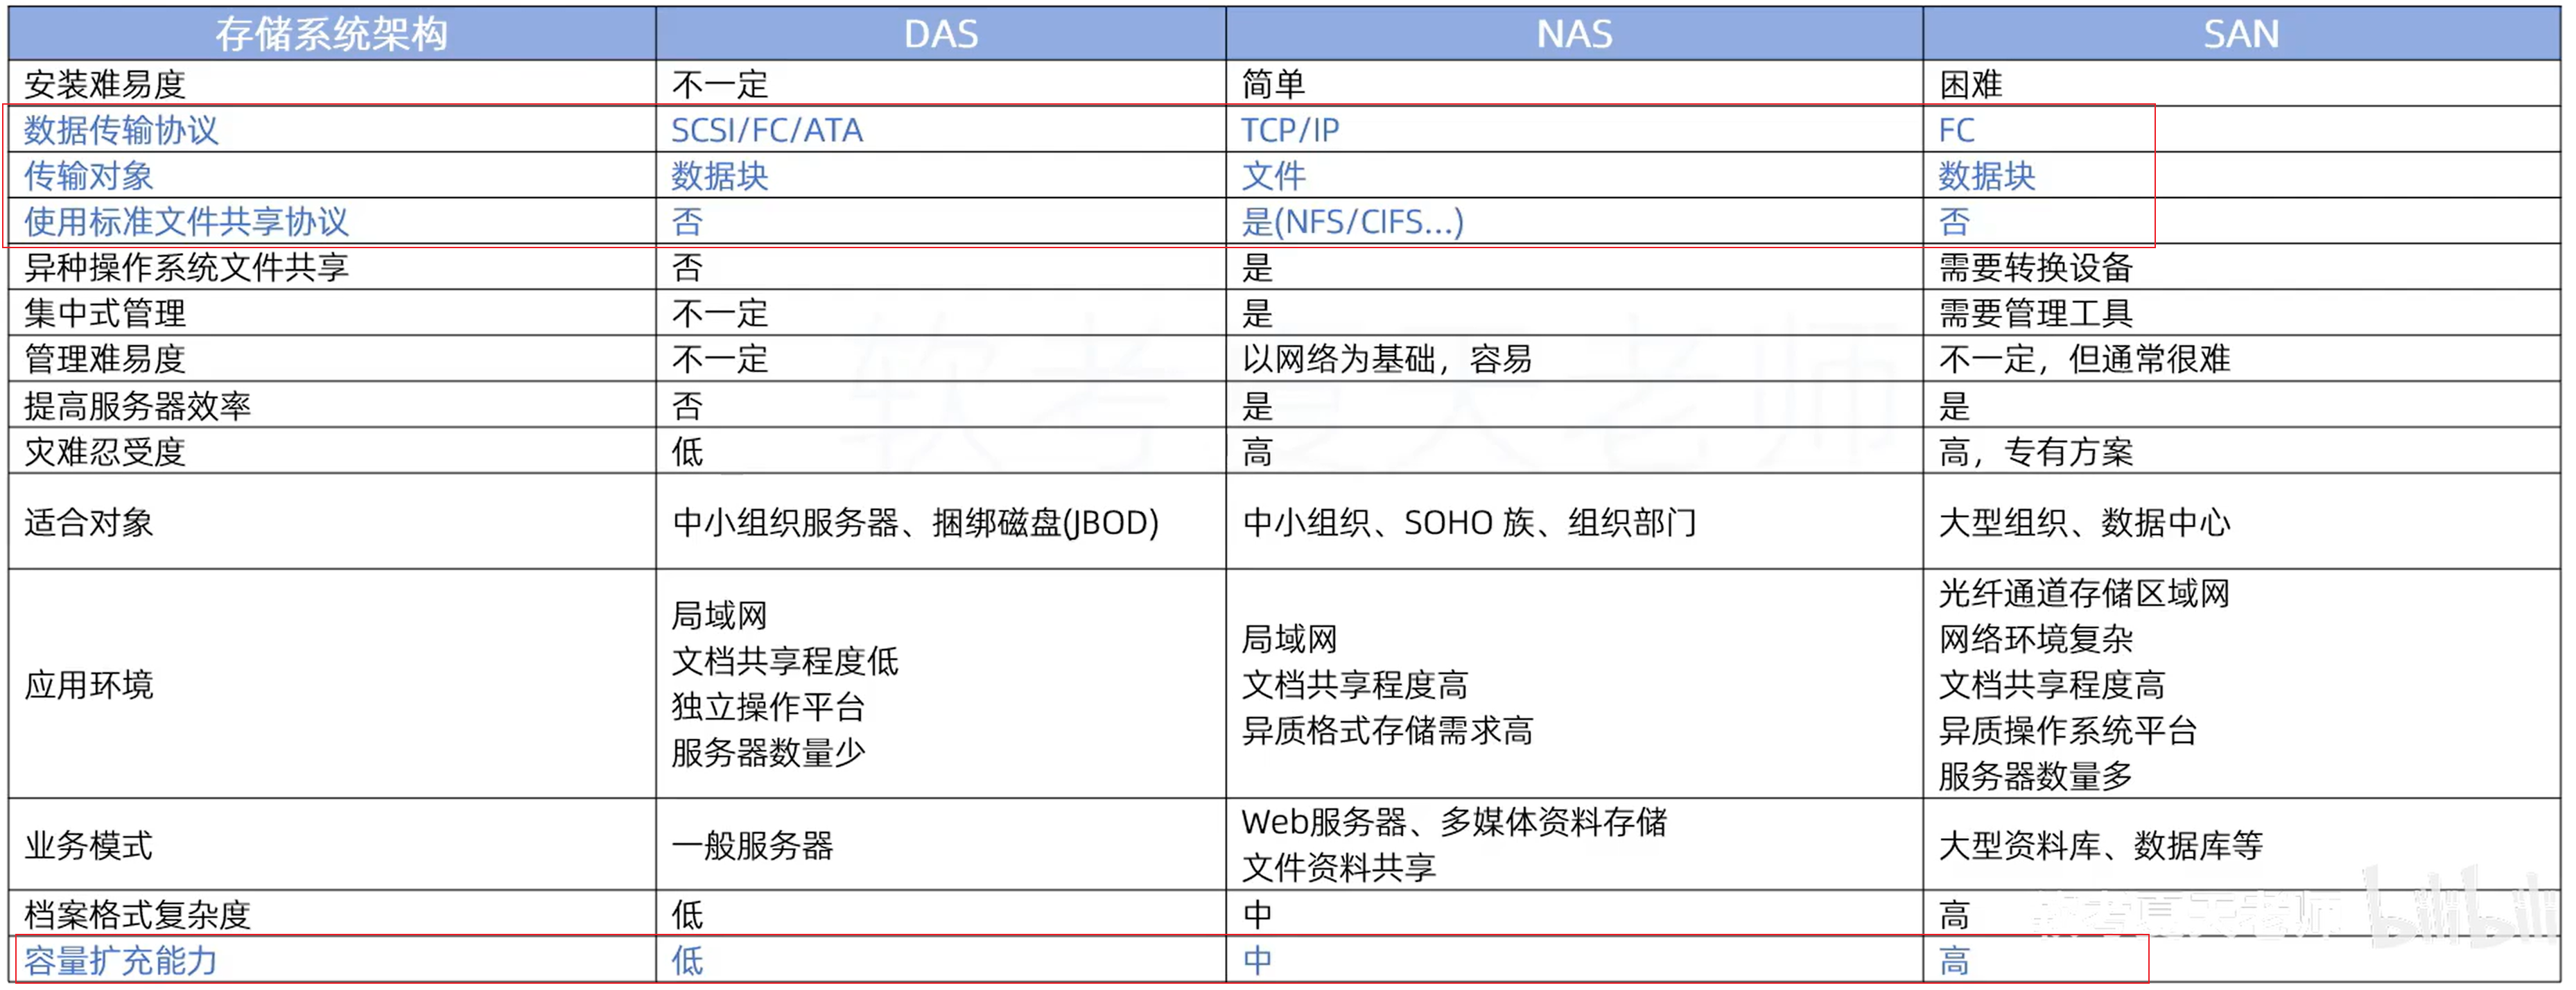 存储系统架构 DAS NAS SAN
安装难易度 不一定 简单 困难
数据传输协议 SCSI/FC/ATA TCP/IP FC
传输对象 数据块 文件 数据块
使用标准文件共享协议 否 是(NFS/CIFS...) 否
异种操作系统文件共享 否 是 需要转换设备
集中式管理 不一定 是 需要管理工具
管理难易度 不一定 以网络为基础，容易 不一定，但通常很难
提高服务器效率 否 是 是
灾难忍受度 低 高 高，专有方案
适合对象 中小组织服务器、捆绑磁盘(JBOD) 中小组织、SOHO 族、组织部门 大型组织、数据中心
应用环境
局域网
文档共享程度低
独立操作平台
服务器数量少
局域网
文档共享程度高
异质格式存储需求高
光纤通道存储区域网
网络环境复杂
文档共享程度高
异质操作系统平台
服务器数量多
业务模式 一般服务器
Web服务器、多媒体资料存储
文件资料共享
大型资料库、数据库等
档案格式复杂度 低 中 高
容量扩充能力 低 中 高
软考夏天老师
软考夏天老师 bilibili